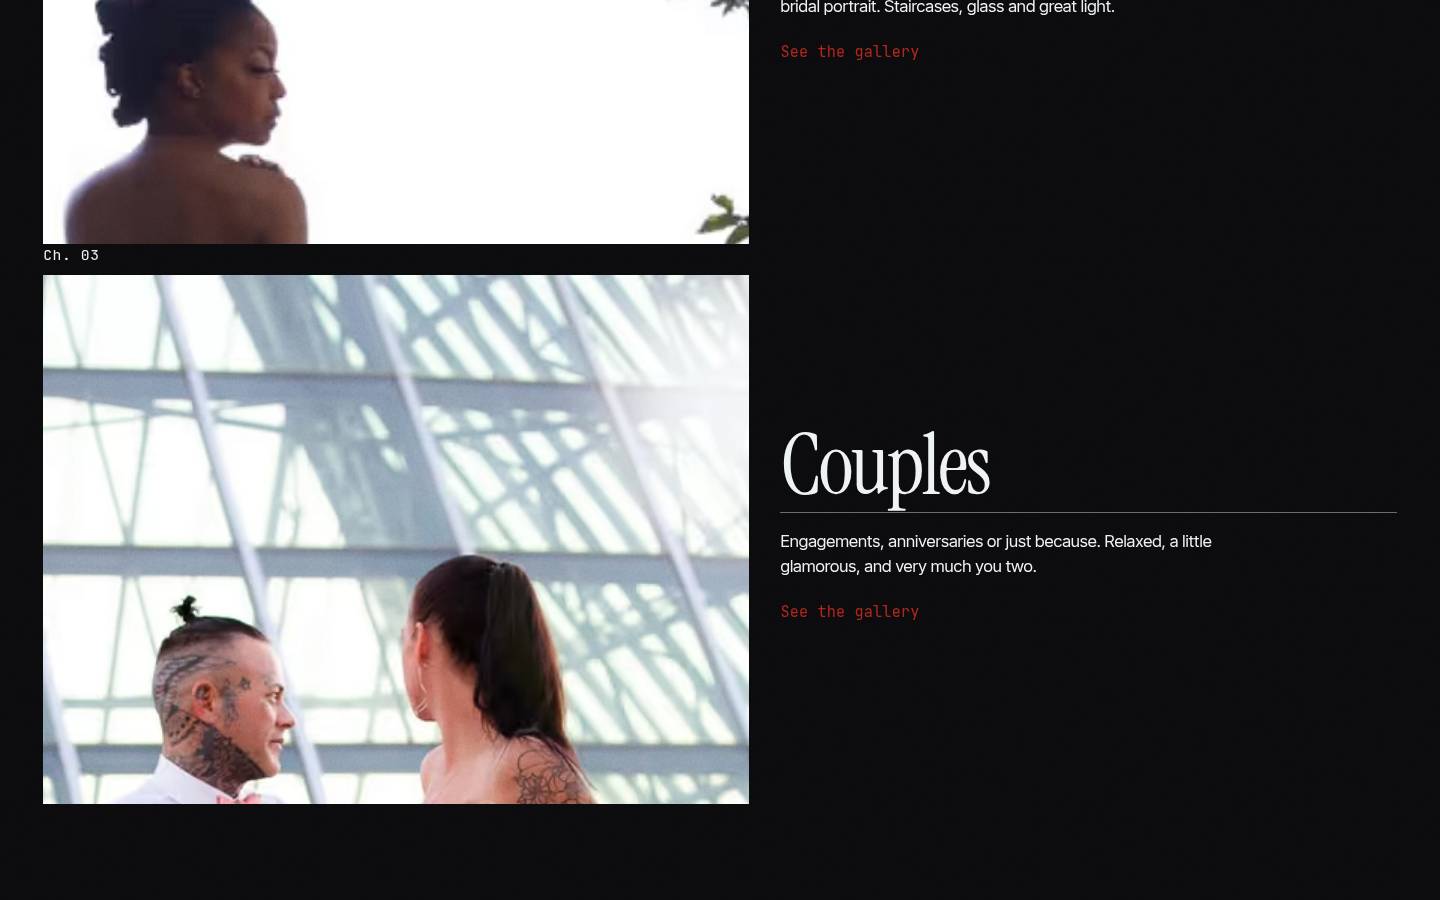 bridal portrait. Staircases, glass and great light.
See the gallery
Ch. 03
Couples
Engagements, anniversaries or just because. Relaxed, a little
glamorous, and very much you two.
See the gallery